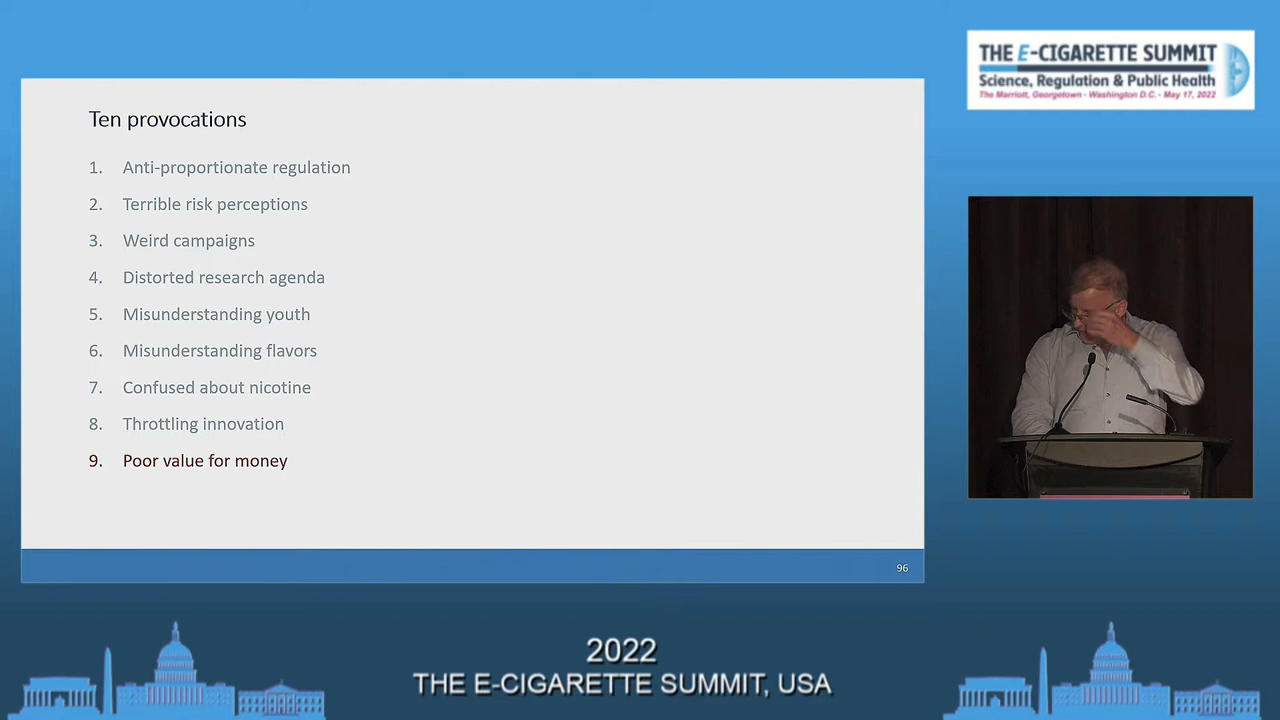 THE E-CIGARETTE SUMMIT
Science, Regulation & Public Health
The Marriott, Georgetown - Washington D.C. - May 17, 2022
Ten provocations
1. Anti-proportionate regulation
2. Terrible risk perceptions
3. Weird campaigns
4. Distorted research agenda
5. Misunderstanding youth
6. Misunderstanding flavors
7. Confused about nicotine
8. Throttling innovation
9. Poor value for money
96
2022
THE E-CIGARETTE SUMMIT, USA